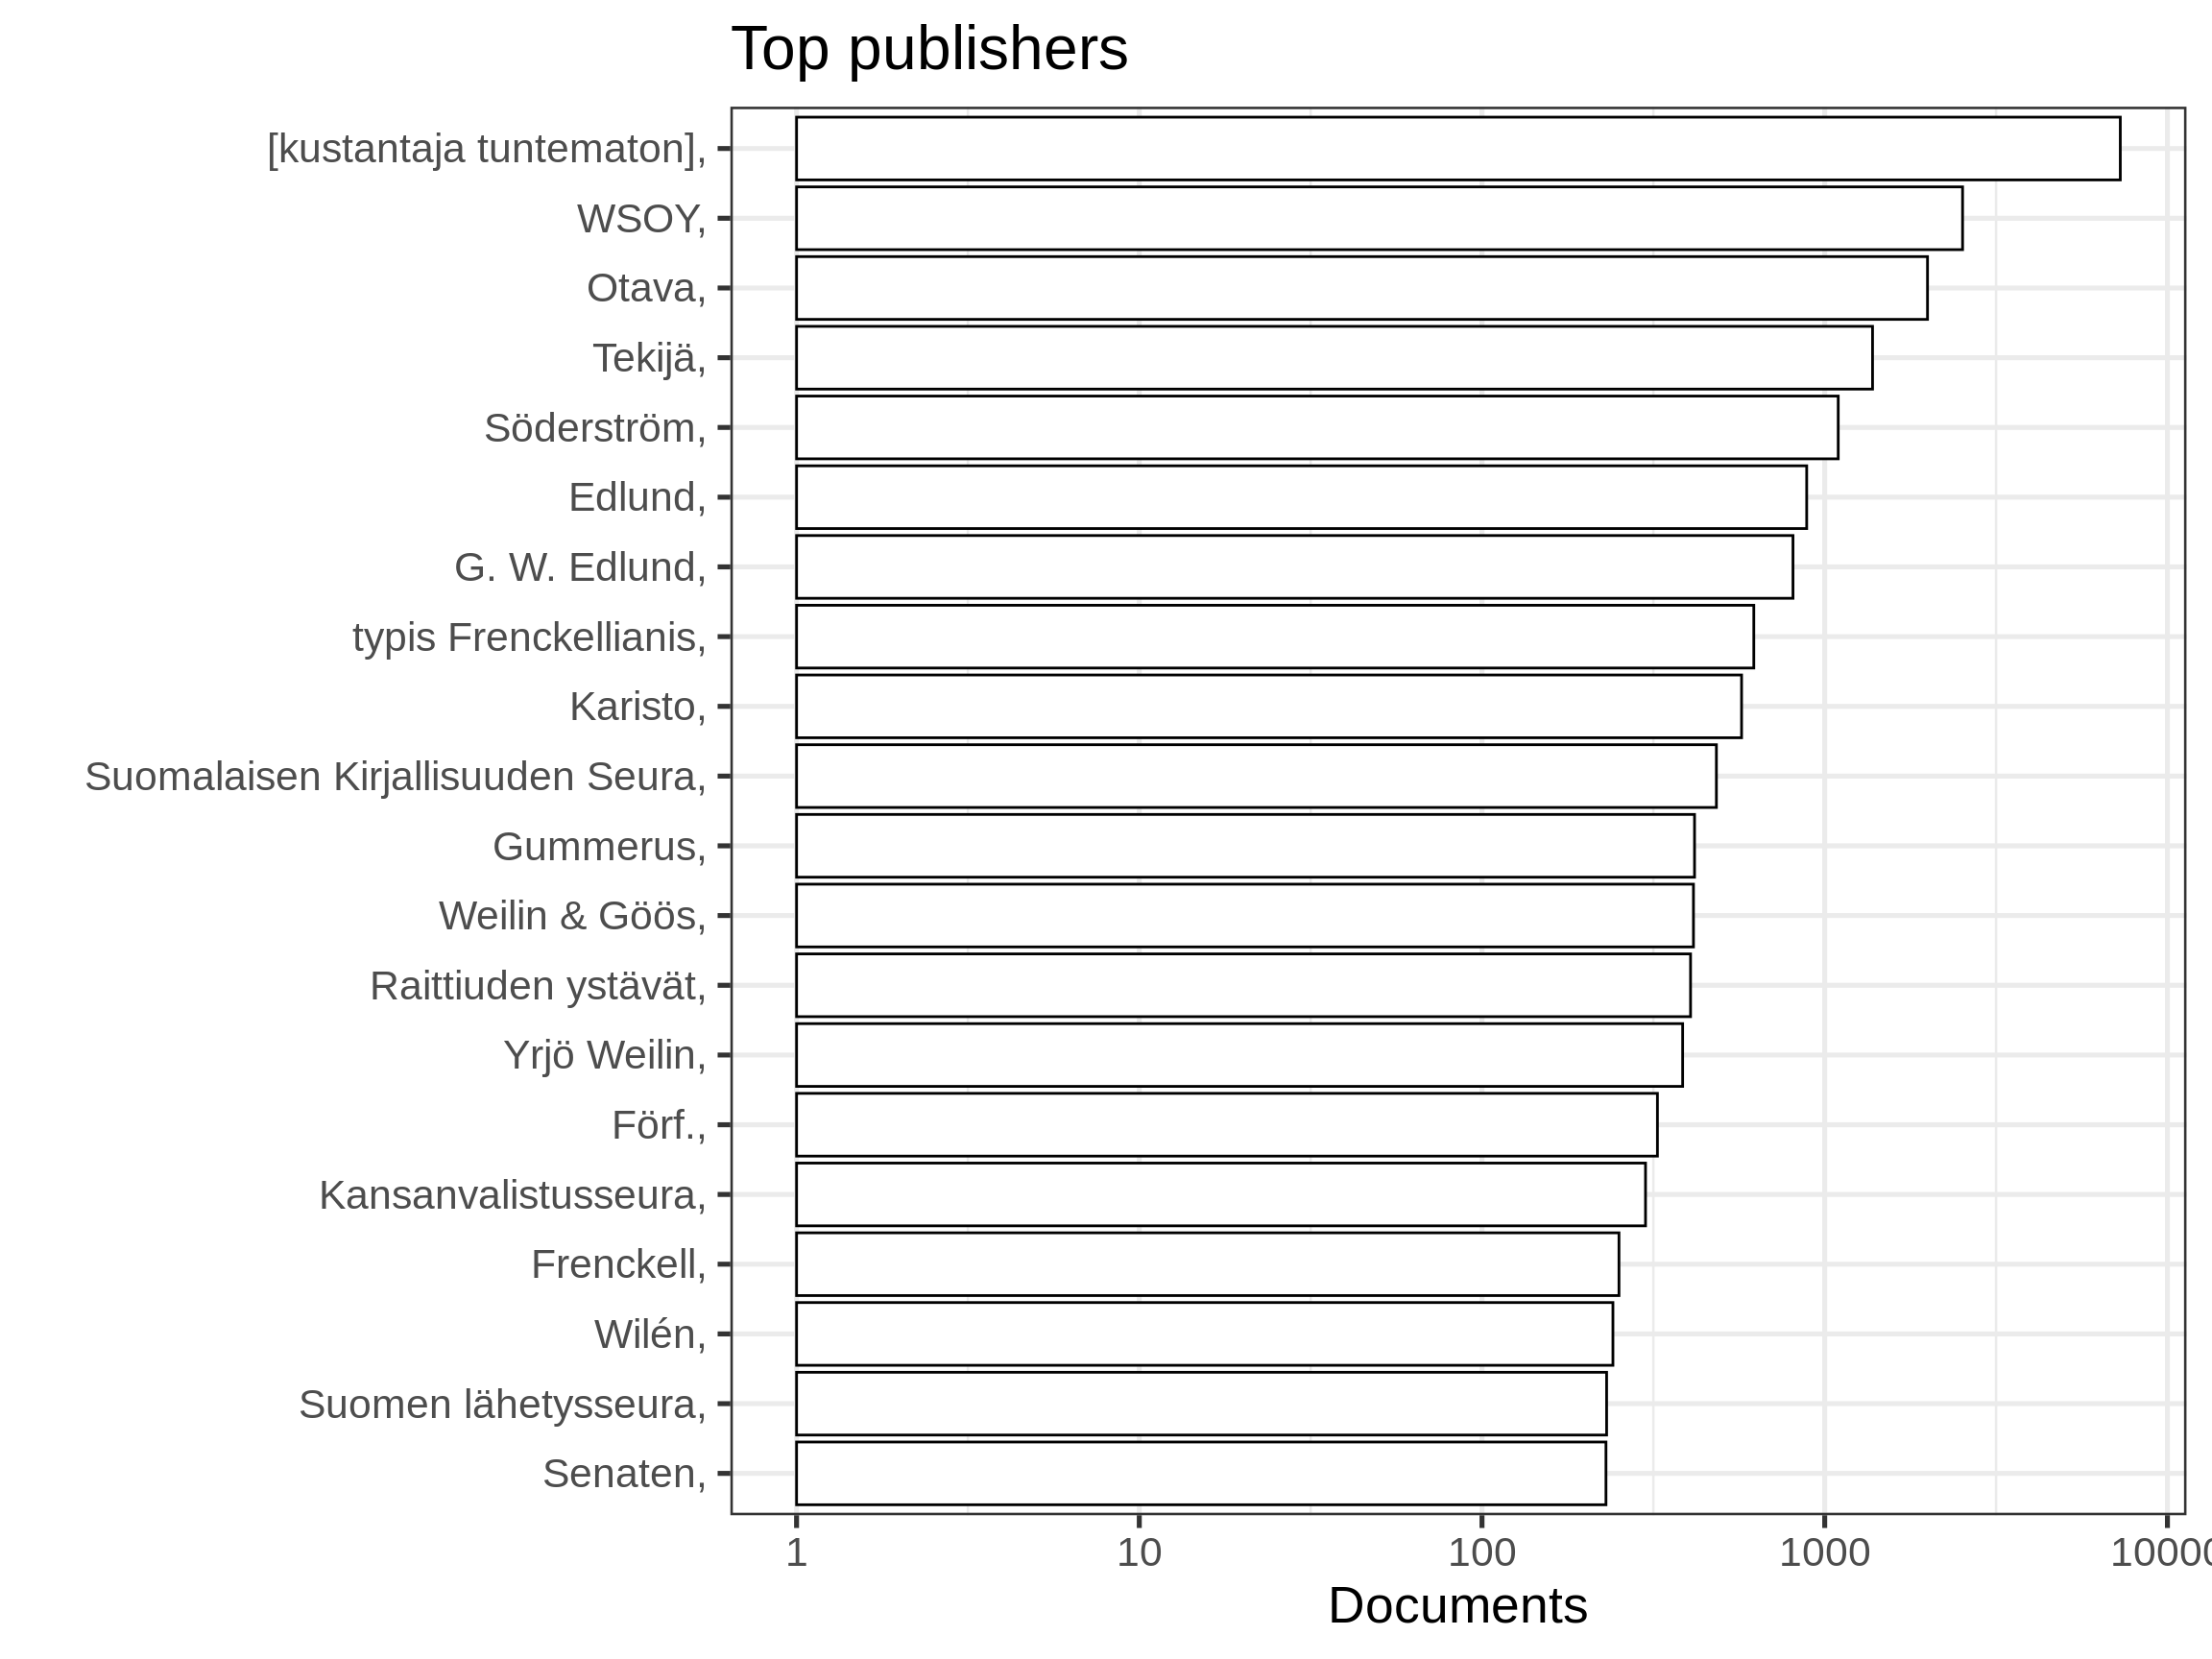 Top publishers
[kustantaja tuntematon],
WSOY,
Otava,
Tekijä,
Söderström,
Edlund,
G. W. Edlund,
typis Frenckellianis,
Karisto,
Suomalaisen Kirjallisuuden Seura,
Gummerus,
Weilin & Göös,
Raittiuden ystävät,
Yrjö Weilin,
Förf.,
Kansanvalistusseura,
Frenckell,
Wilén,
Suomen lähetysseura,
Senaten,
1 10 100 1000 10000
Documents